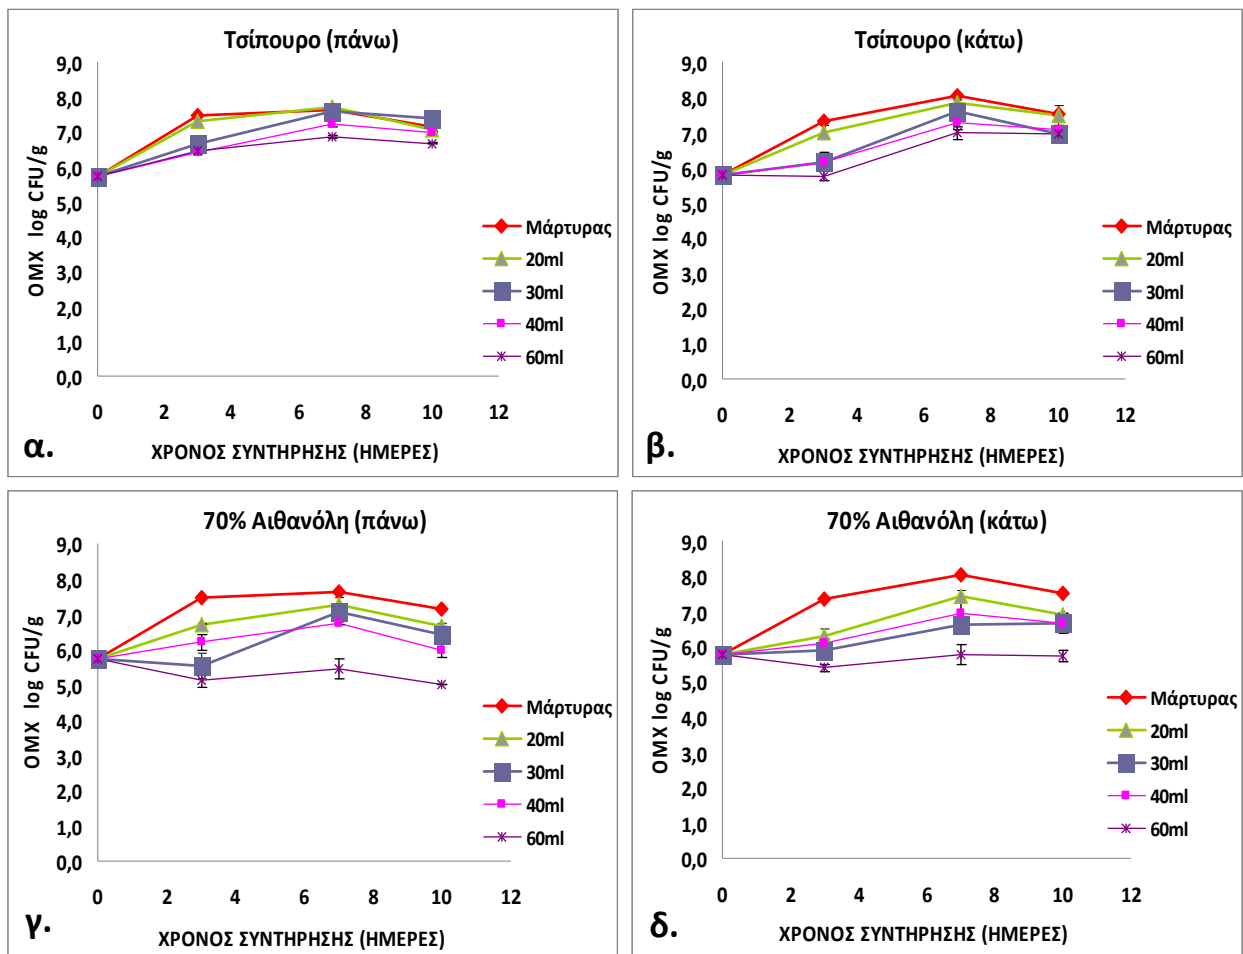 Τσίπουρο (πάνω)
ΟΜΧ log CFU/g
9,0
8,0
7,0
6,0
5,0
4,0
3,0
2,0
1,0
0,0
0 2 4 6 8 10 12
ΧΡΟΝΟΣ ΣΥΝΤΗΡΗΣΗΣ (ΗΜΕΡΕΣ)
Μάρτυρας
20ml
30ml
40ml
60ml
α.
Τσίπουρο (κάτω)
ΟΜΧ log CFU/g
9,0
8,0
7,0
6,0
5,0
4,0
3,0
2,0
1,0
0,0
0 2 4 6 8 10 12
ΧΡΟΝΟΣ ΣΥΝΤΗΡΗΣΗΣ (ΗΜΕΡΕΣ)
Μάρτυρας
20ml
30ml
40ml
60ml
β.
70% Αιθανόλη (πάνω)
ΟΜΧ log CFU/g
9,0
8,0
7,0
6,0
5,0
4,0
3,0
2,0
1,0
0,0
0 2 4 6 8 10 12
ΧΡΟΝΟΣ ΣΥΝΤΗΡΗΣΗΣ (ΗΜΕΡΕΣ)
Μάρτυρας
20ml
30ml
40ml
60ml
γ.
70% Αιθανόλη (κάτω)
ΟΜΧ log CFU/g
9,0
8,0
7,0
6,0
5,0
4,0
3,0
2,0
1,0
0,0
0 2 4 6 8 10 12
ΧΡΟΝΟΣ ΣΥΝΤΗΡΗΣΗΣ (ΗΜΕΡΕΣ)
Μάρτυρας
20ml
30ml
40ml
60ml
δ.